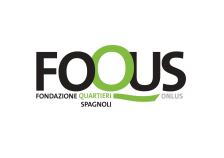 FOQUS
FONDAZIONE QUARTIERI ONLUS
SPAGNOLI